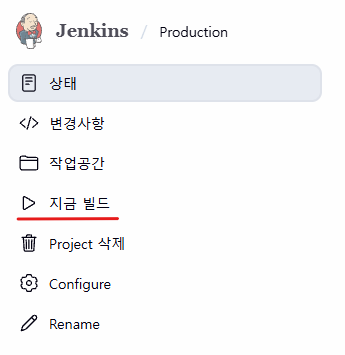 Jenkins / Production
상태
변경사항
작업공간
지금 빌드
Project 삭제
Configure
Rename